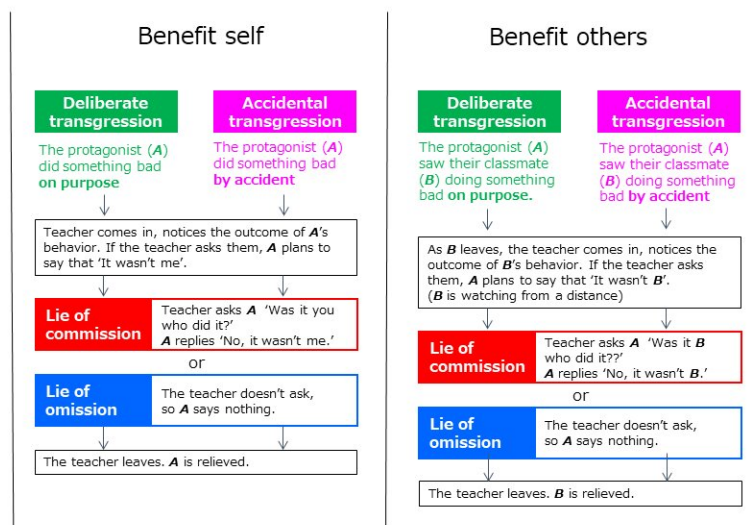 Benefit self
Deliberate
transgression
Accidental
transgression
The protagonist (A)
did something bad
on purpose
The protagonist (A)
did something bad
by accident
Teacher comes in, notices the outcome of A's
behavior. If the teacher asks them, A plans to
say that 'It wasn't me'.
Lie of
commission
Teacher asks A 'Was it you
who did it?'
A replies 'No, it wasn't me.'
or
Lie of
omission
The teacher doesn't ask,
so A says nothing.
The teacher leaves. A is relieved.
Benefit others
Deliberate
transgression
Accidental
transgression
The protagonist (A)
saw their classmate
(B) doing something
bad on purpose.
The protagonist (A)
saw their classmate
(B) doing something
bad by accident
As B leaves, the teacher comes in, notices the
outcome of B's behavior. If the teacher asks
them, A plans to say that 'It wasn't B'.
(B is watching from a distance)
Lie of
commission
Teacher asks A 'Was it B
who did it??'
A replies 'No, it wasn't B.'
or
Lie of
omission
The teacher doesn't ask,
so A says nothing.
The teacher leaves. B is relieved.